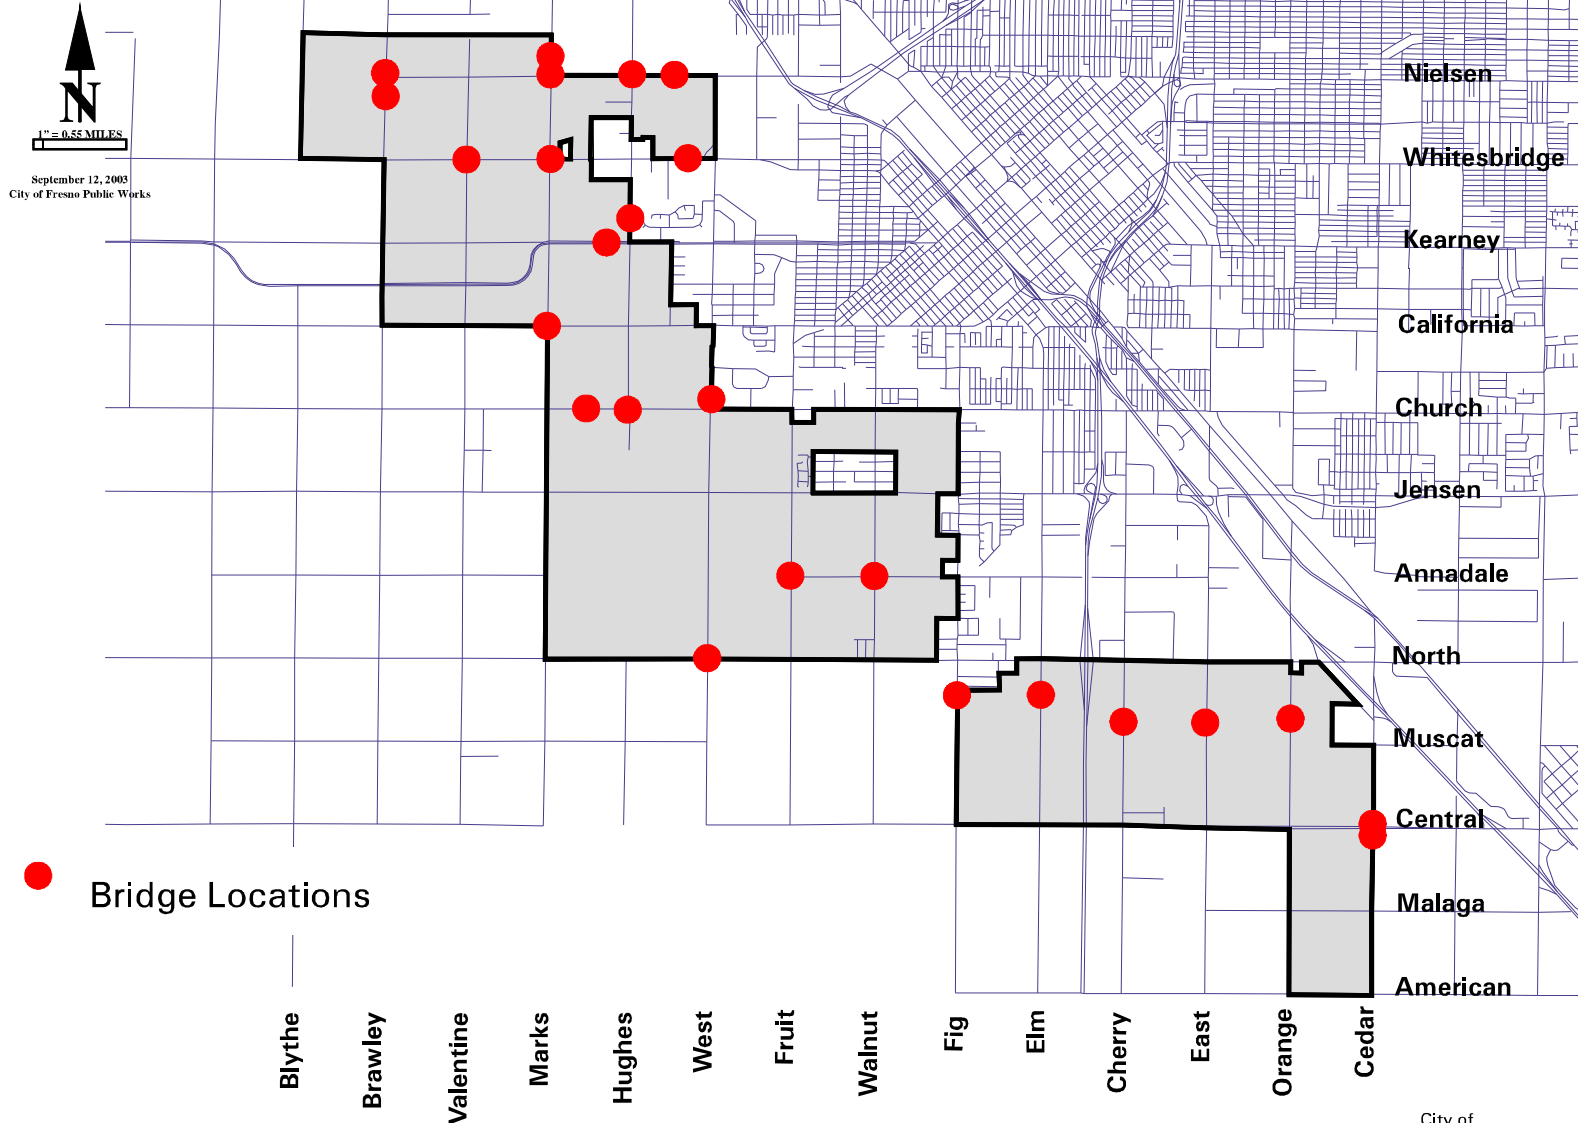 N
1" = 0.55 MILES
September 12, 2003
City of Fresno Public Works
Nielsen
Whitesbridge
Kearney
California
Church
Jensen
Annadale
North
Muscat
Central
Malaga
American
Bridge Locations
Blythe
Brawley
Valentine
Marks
Hughes
West
Fruit
Walnut
Fig
Elm
Cherry
East
Orange
Cedar
City of